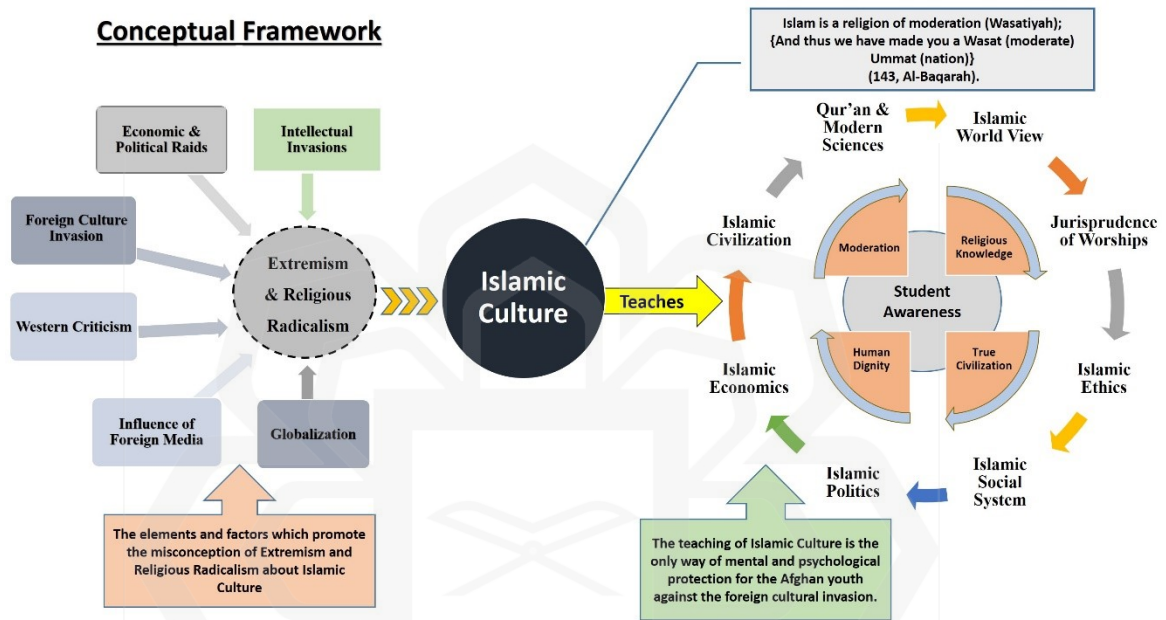 Conceptual Framework
Islam is a religion of moderation (Wasatiyah);
{And thus we have made you a Wasat (moderate)
Ummat (nation)}
(143, Al-Baqarah).
Economic &
Political Raids
Intellectual
Invasions
Foreign Culture
Invasion
Western Criticism
Influence of
Foreign Media
Globalization
Extremism
& Religious
Radicalism
Islamic
Culture
Teaches
Qur'an &
Modern
Sciences
Islamic
World View
Jurisprudence
of Worships
Islamic
Ethics
Islamic
Social
System
Islamic
Politics
Islamic
Economics
Islamic
Civilization
Moderation
Religious
Knowledge
Student
Awareness
Human
Dignity
True
Civilization
The elements and factors which promote
the misconception of Extremism and
Religious Radicalism about Islamic
Culture
The teaching of Islamic Culture is the
only way of mental and psychological
protection for the Afghan youth
against the foreign cultural invasion.